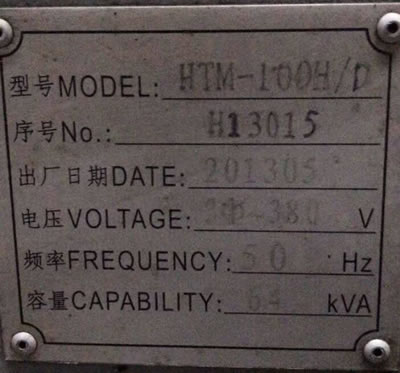 型号MODEL: HTM-100H/D
序号No.: H13015
出厂日期DATE: 201305
电压VOLTAGE: 3Φ~380 V
频率FREQUENCY: 50 Hz
容量CAPABILITY: 64 kVA